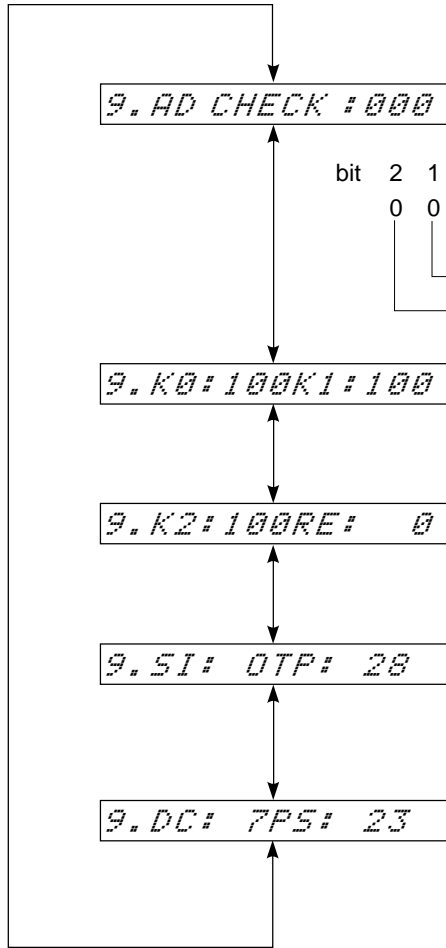 9.AD CHECK :000
bit 2 1
0 0
9.K0:100K1:100
9.K2:100RE: 0
9.SI: 0TP: 28
9.DC: 7PS: 23